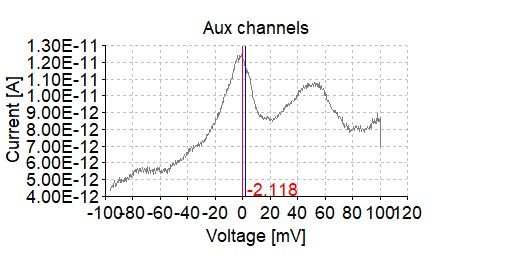 Aux channels
1.30E-11
1.20E-11
1.10E-11
1.00E-11
9.00E-12
8.00E-12
7.00E-12
6.00E-12
5.00E-12
4.00E-12
Current [A]
-2.118
-100 -80 -60 -40 -20 0 20 40 60 80 100 120
Voltage [mV]